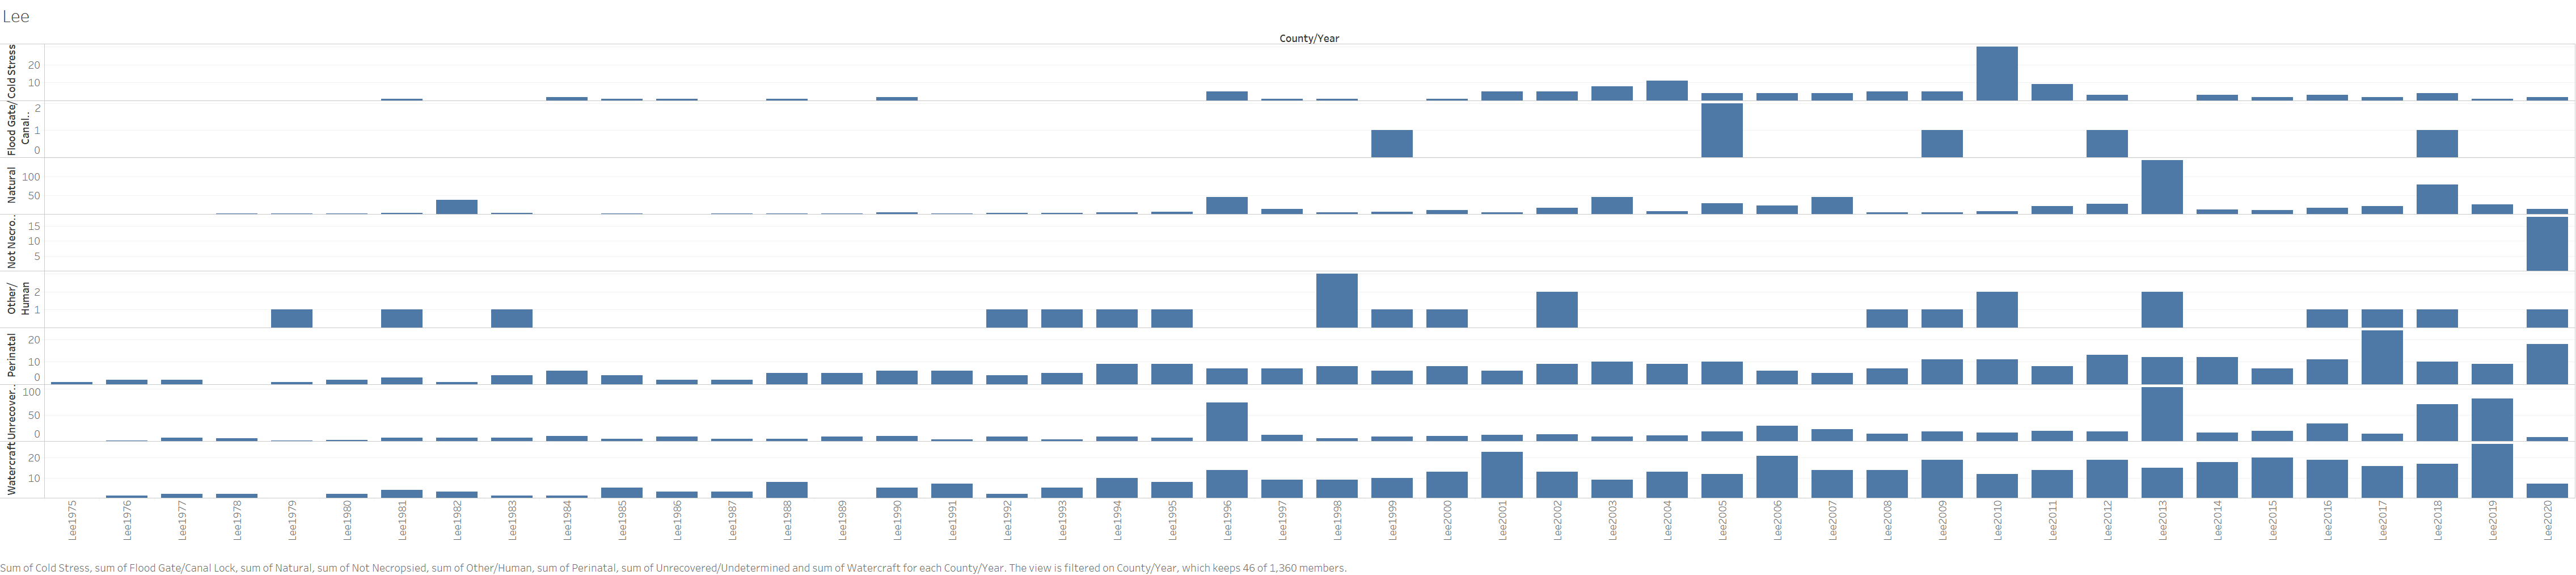 Lee
County/Year
Cold Stress
20
10
Flood Gate/
Canal..
2
1
0
Natural
100
50
Not Necro..
15
10
5
Other/
Human
2
1
Perinatal
20
10
0
Unrecover..
100
50
0
Watercraft
20
10
Lee1975
Lee1976
Lee1977
Lee1978
Lee1979
Lee1980
Lee1981
Lee1982
Lee1983
Lee1984
Lee1985
Lee1986
Lee1987
Lee1988
Lee1989
Lee1990
Lee1991
Lee1992
Lee1993
Lee1994
Lee1995
Lee1996
Lee1997
Lee1998
Lee1999
Lee2000
Lee2001
Lee2002
Lee2003
Lee2004
Lee2005
Lee2006
Lee2007
Lee2008
Lee2009
Lee2010
Lee2011
Lee2012
Lee2013
Lee2014
Lee2015
Lee2016
Lee2017
Lee2018
Lee2019
Lee2020
Sum of Cold Stress, sum of Flood Gate/Canal Lock, sum of Natural, sum of Not Necropsied, sum of Other/Human, sum of Perinatal, sum of Unrecovered/Undetermined and sum of Watercraft for each County/Year. The view is filtered on County/Year, which keeps 46 of 1,360 members.